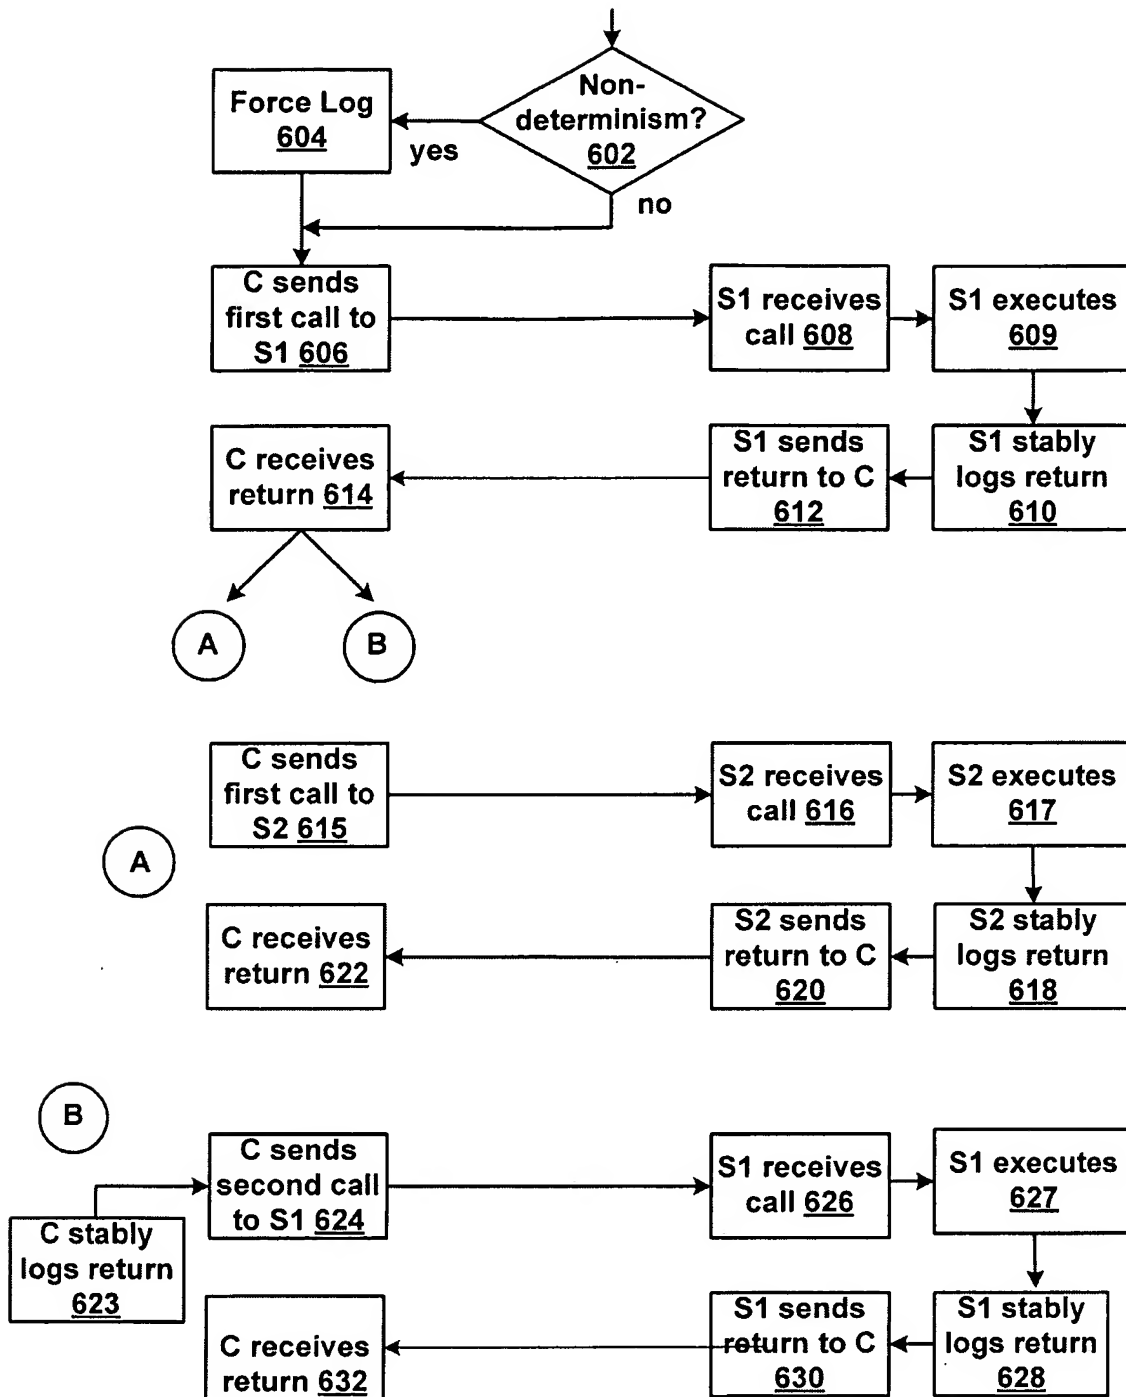 Non-
determinism?
602
Force Log
604
yes
no
C sends
first call to
S1 606
S1 receives
call 608
S1 executes
609
C receives
return 614
S1 sends
return to C
612
S1 stably
logs return
610
A
B
C sends
first call to
S2 615
S2 receives
call 616
S2 executes
617
A
C receives
return 622
S2 sends
return to C
620
S2 stably
logs return
618
B
C sends
second call
to S1 624
S1 receives
call 626
S1 executes
627
C stably
logs return
623
C receives
return 632
S1 sends
return to C
630
S1 stably
logs return
628